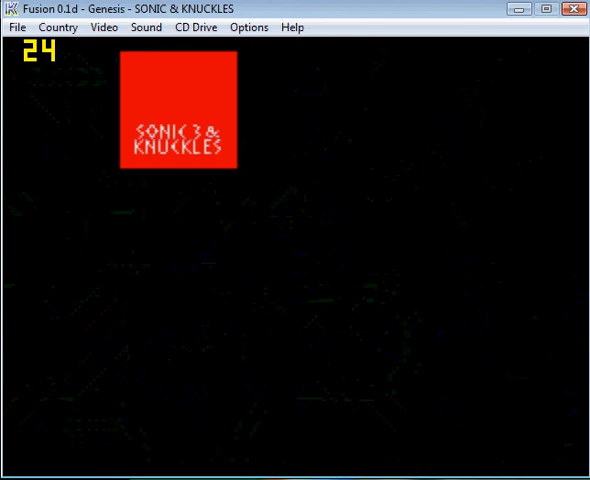 Fusion 0.1d - Genesis - SONIC & KNUCKLES
File Country Video Sound CD Drive Options Help
24
SONIC 3 &
KNUCKLES